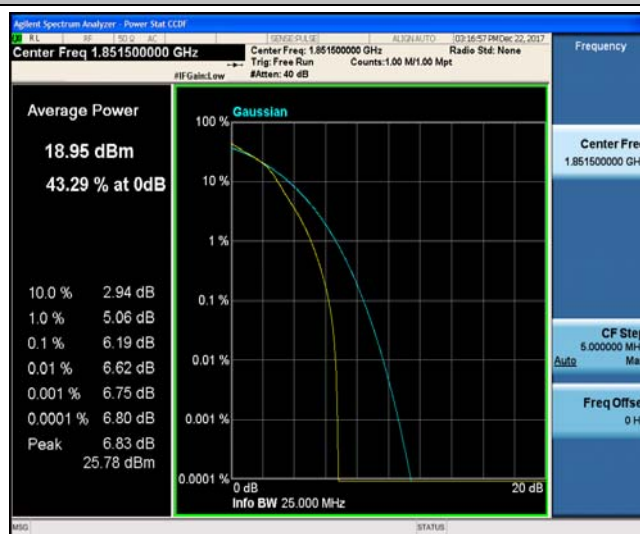 Agilent Spectrum Analyzer - Power Stat CCDF
RL RF 50 Ω AC SENSE:PULSE ALIGN AUTO 03:16:57 PM Dec 22, 2017
Center Freq 1.851500000 GHz
Center Freq: 1.851500000 GHz Radio Std: None
Trig: Free Run Counts:1.00 M/1.00 Mpt
#IFGain:Low #Atten: 40 dB
Frequency
Average Power
18.95 dBm
43.29 % at 0dB
10.0 % 2.94 dB
1.0 % 5.06 dB
0.1 % 6.19 dB
0.01 % 6.62 dB
0.001 % 6.75 dB
0.0001 % 6.80 dB
Peak 6.83 dB
25.78 dBm
Gaussian
100 %
10 %
1 %
0.1 %
0.01 %
0.001 %
0.0001 %
0 dB 20 dB
Info BW 25.000 MHz
Center Fre
1.851500000 GH
CF Step
5.000000 MH
Auto Ma
Freq Offse
0 H
MSG STATUS